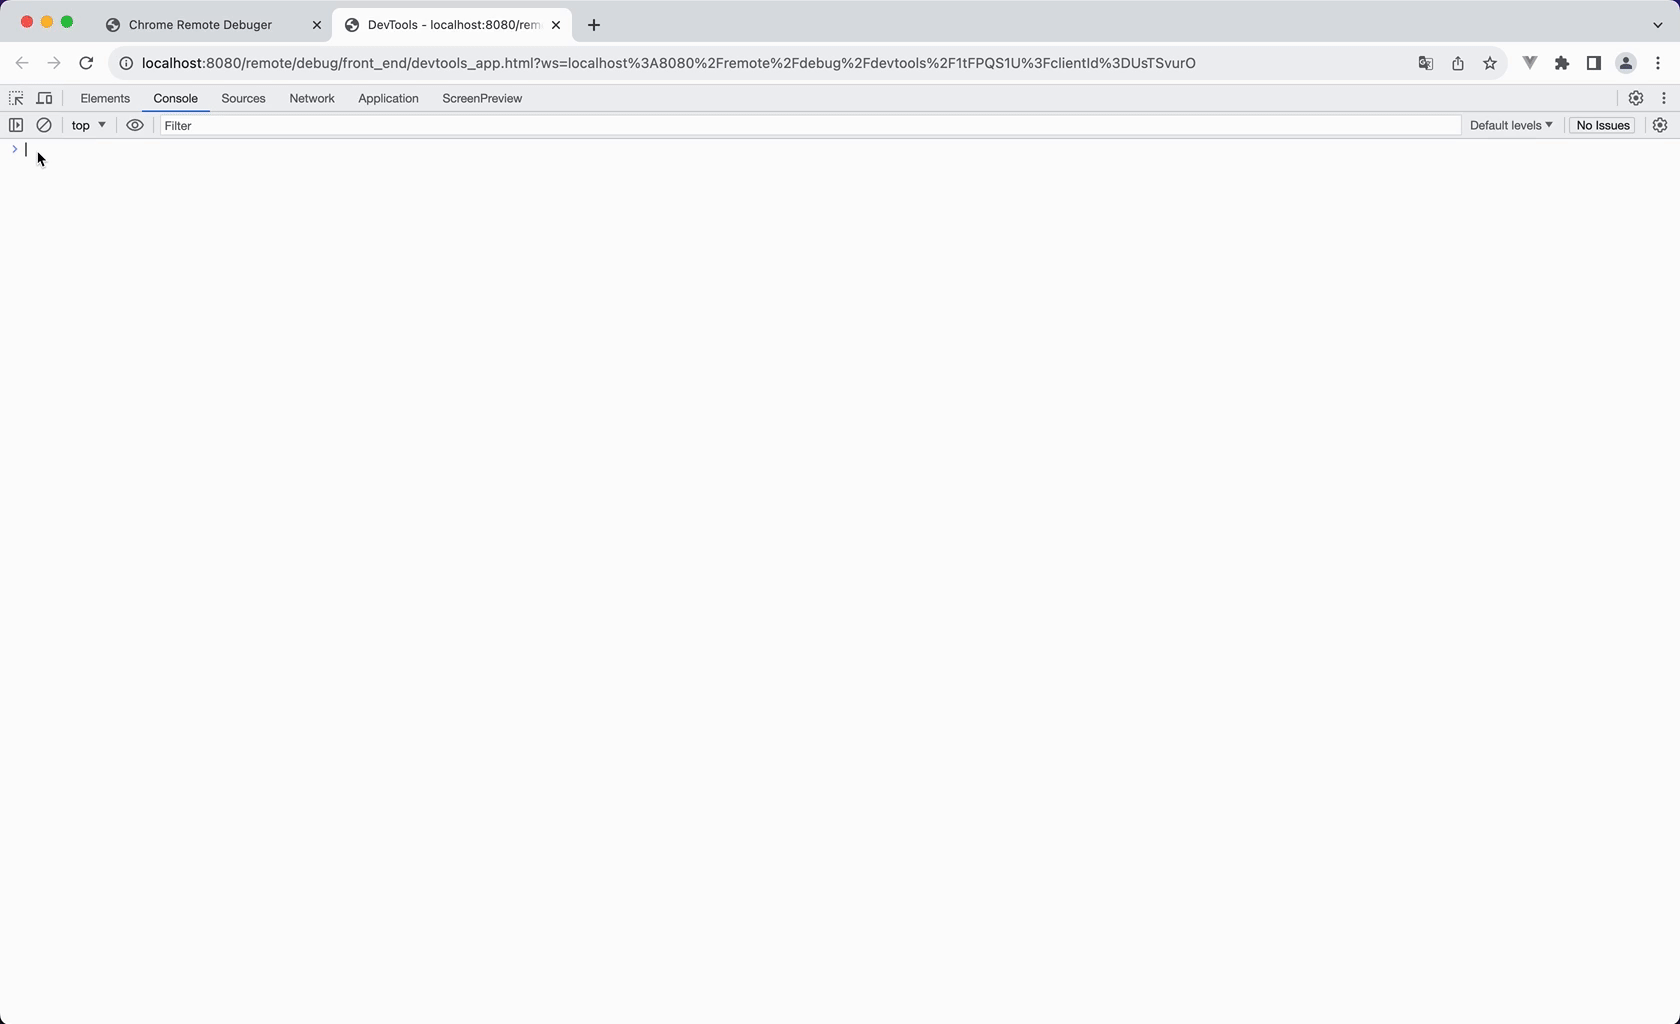 Chrome Remote Debuger
DevTools - localhost:8080/rem
localhost:8080/remote/debug/front_end/devtools_app.html?ws=localhost%3A8080%2Fremote%2Fdebug%2Fdevtools%2F1tFPQS1U%3FclientId%3DUsTSvurO
Elements Console Sources Network Application ScreenPreview
top Filter Default levels No Issues